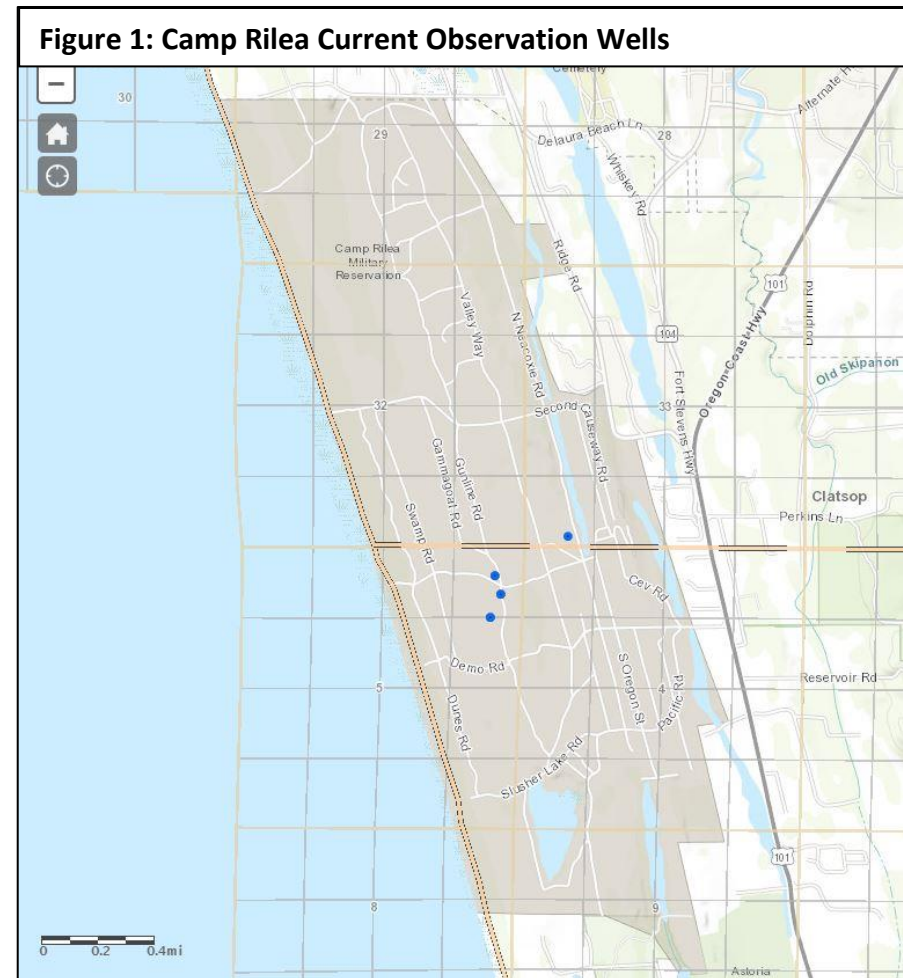 Figure 1: Camp Rilea Current Observation Wells
−
Cemetery
30
29
28
Delaura Beach Ln
Whiskey Rd
Camp Rilea
Military
Reservation
Ridge Rd
101
Valley Way
N Neacoxie Rd
104
Dolphin Rd
Oregon Coast Hwy
Old Skipanon
Fort Stevens Hwy
32
Second
Causeway Rd
33
Gammagoat Rd
Gunline Rd
Swamp Rd
Clatsop
Perkins Ln
Cev Rd
Demo Rd
S Oregon St
Pacific Rd
Reservoir Rd
5
4
Dunes Rd
Slusher Lake Rd
101
8
9
0 0.2 0.4mi
Astoria